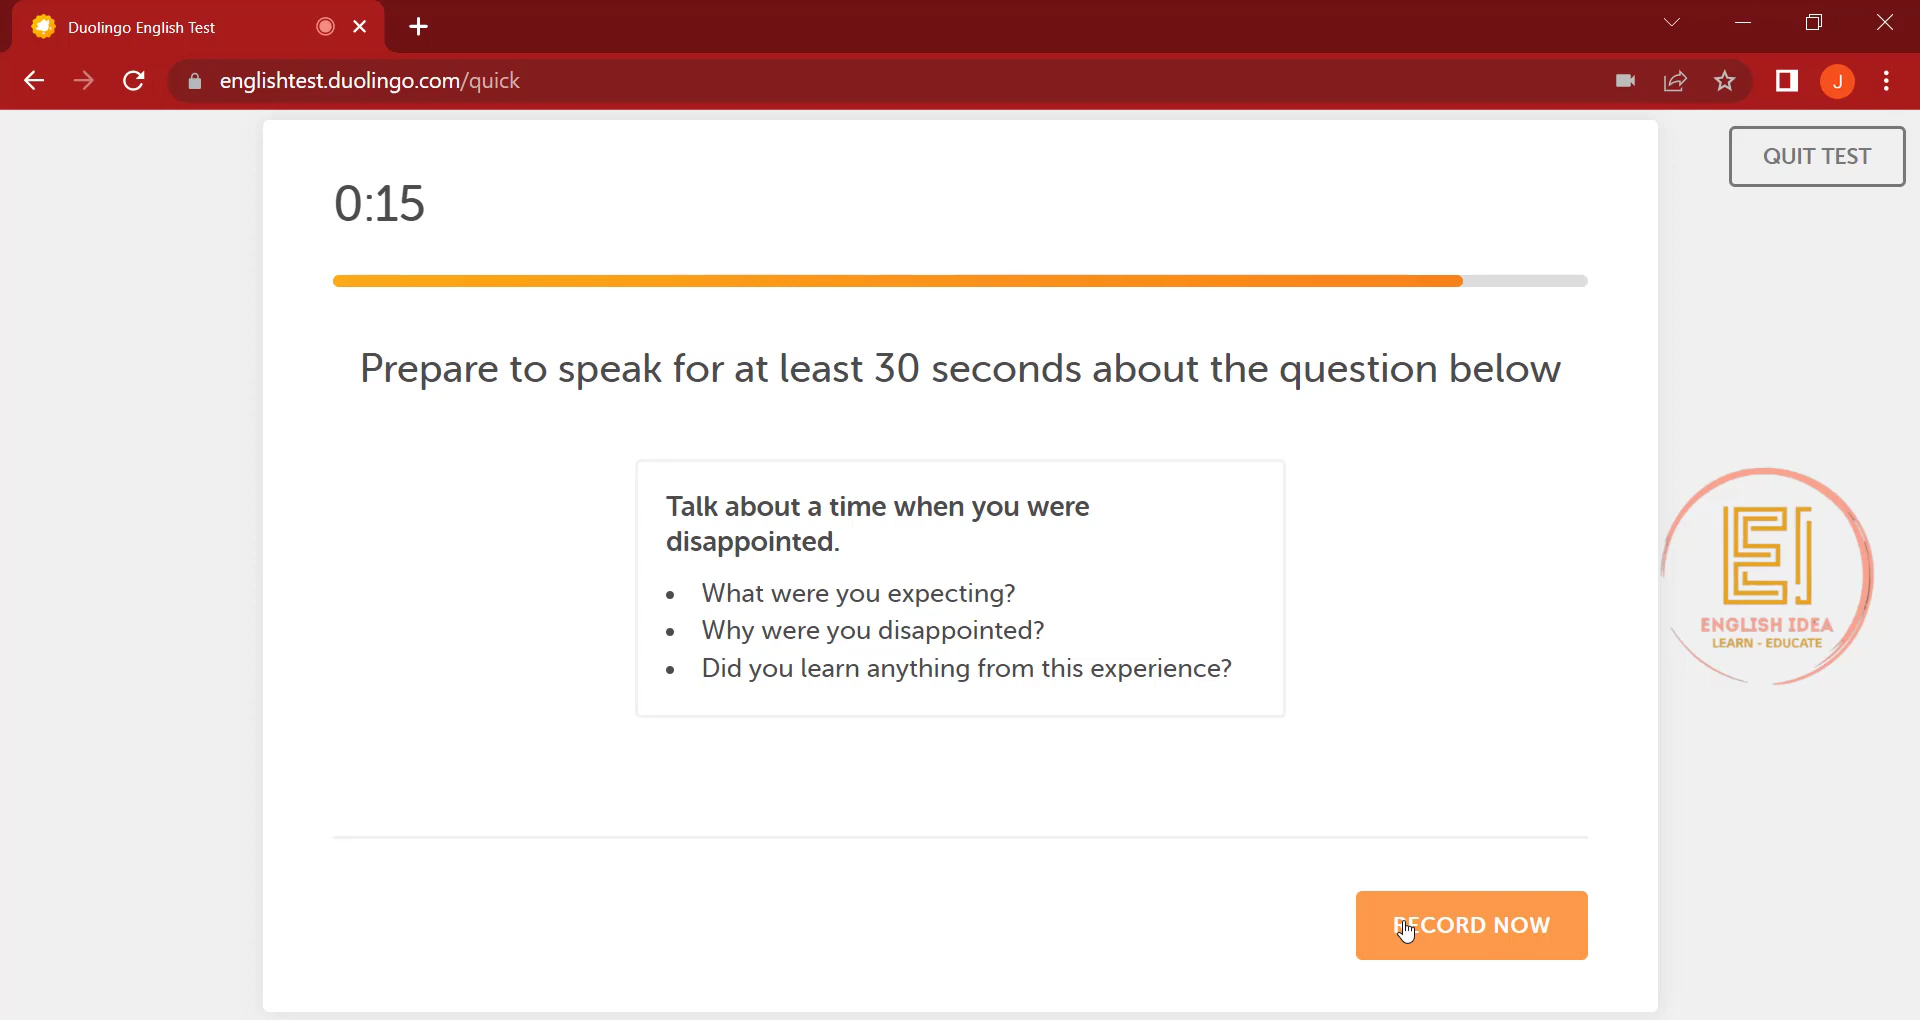 Duolingo English Test
englishtest.duolingo.com/quick
J
QUIT TEST
0:15
Prepare to speak for at least 30 seconds about the question below
Talk about a time when you were
disappointed.
• What were you expecting?
• Why were you disappointed?
• Did you learn anything from this experience?
EI
ENGLISH IDEA
LEARN - EDUCATE
RECORD NOW